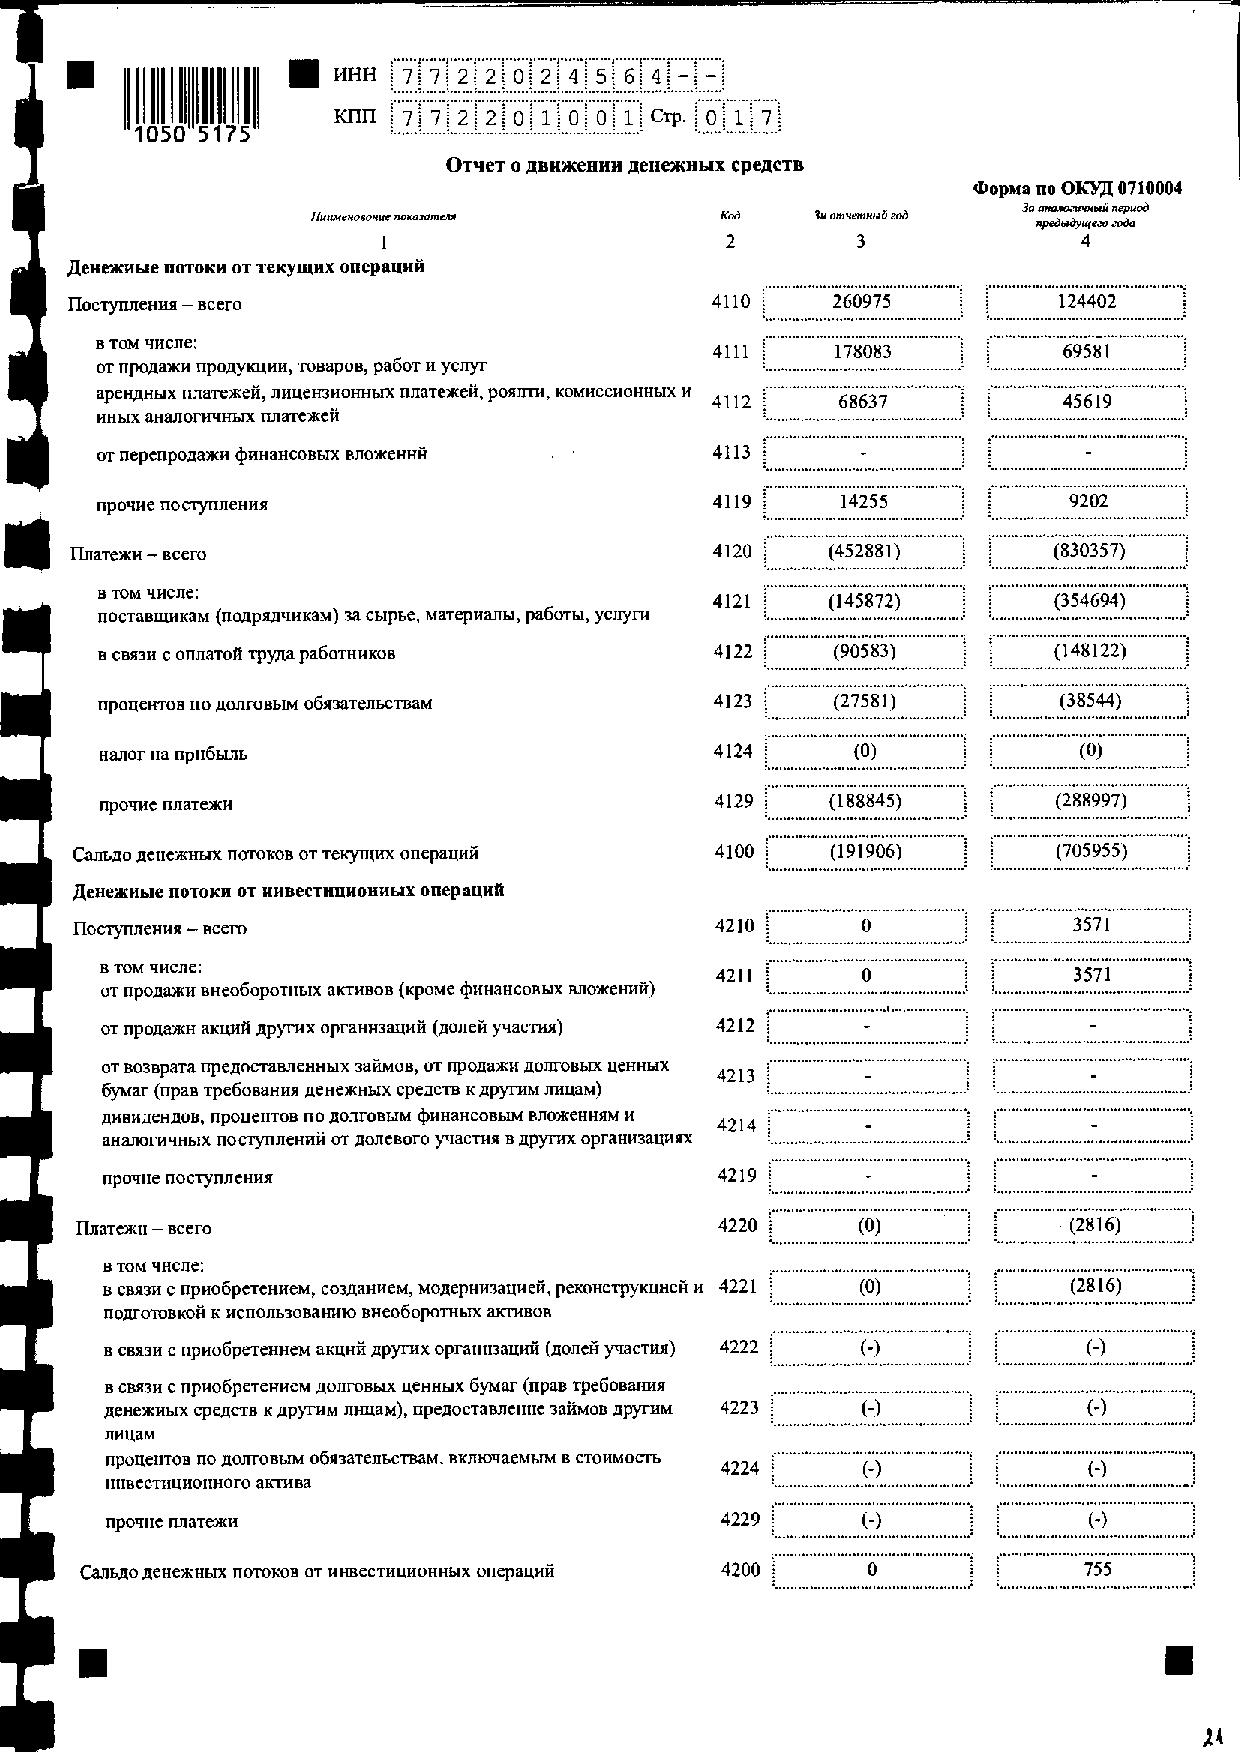 ИНН 7722024564--
КПП 772201001 Стр. 017
1050 5175
Отчет о движении денежных средств
Форма по ОКУД 0710004
Наименование показателя Код За отчетный год За аналогичный период предыдущего года
1 2 3 4
Денежные потоки от текущих операций
Поступления – всего 4110 260975 124402
в том числе:
от продажи продукции, товаров, работ и услуг 4111 178083 69581
арендных платежей, лицензионных платежей, роялти, комиссионных и
иных аналогичных платежей 4112 68637 45619
от перепродажи финансовых вложений 4113 - -
прочие поступления 4119 14255 9202
Платежи – всего 4120 (452881) (830357)
в том числе:
поставщикам (подрядчикам) за сырье, материалы, работы, услуги 4121 (145872) (354694)
в связи с оплатой труда работников 4122 (90583) (148122)
процентов по долговым обязательствам 4123 (27581) (38544)
налог на прибыль 4124 (0) (0)
прочие платежи 4129 (188845) (288997)
Сальдо денежных потоков от текущих операций 4100 (191906) (705955)
Денежные потоки от инвестиционных операций
Поступления – всего 4210 0 3571
в том числе:
от продажи внеоборотных активов (кроме финансовых вложений) 4211 0 3571
от продажи акций других организаций (долей участия) 4212 - -
от возврата предоставленных займов, от продажи долговых ценных
бумаг (прав требования денежных средств к другим лицам) 4213 - -
дивидендов, процентов по долговым финансовым вложениям и
аналогичных поступлений от долевого участия в других организациях 4214 - -
прочие поступления 4219 - -
Платежи – всего 4220 (0) (2816)
в том числе:
в связи с приобретением, созданием, модернизацией, реконструкцией и 4221 (0) (2816)
подготовкой к использованию внеоборотных активов
в связи с приобретением акций других организаций (долей участия) 4222 (-) (-)
в связи с приобретением долговых ценных бумаг (прав требования
денежных средств к другим лицам), предоставление займов другим 4223 (-) (-)
лицам
процентов по долговым обязательствам, включаемым в стоимость
инвестиционного актива 4224 (-) (-)
прочие платежи 4229 (-) (-)
Сальдо денежных потоков от инвестиционных операций 4200 0 755
21